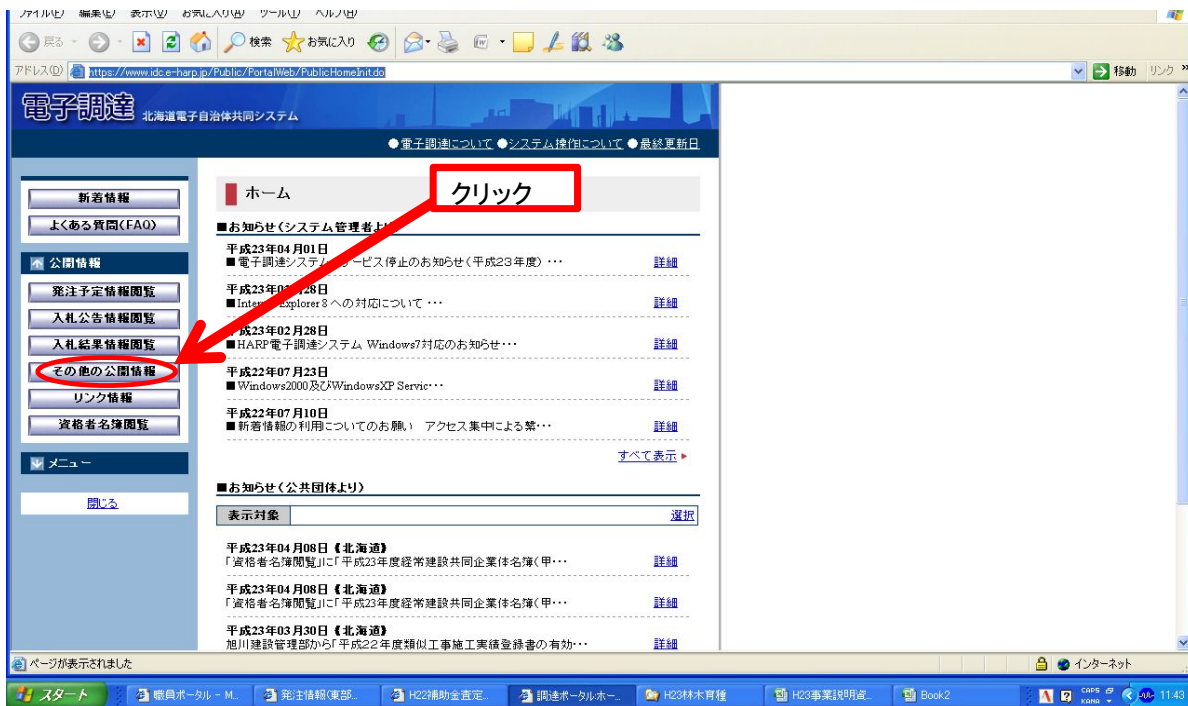 ファイル(F) 編集(E) 表示(V) お気に入り(A) ツール(T) ヘルプ(H)
戻る 検索 お気に入り
アドレス(D) https://www.idc.e-harp.jp/Public/PortalWeb/PublicHomeInit.do 移動 リンク »
電子調達 北海道電子自治体共同システム
●電子調達について ●システム操作について ●最終更新日
新着情報
よくある質問(FAQ)
公開情報
発注予定情報閲覧
入札公告情報閲覧
入札結果情報閲覧
その他の公開情報
リンク情報
資格者名簿閲覧
メニュー
閉じる
ホーム
クリック
■お知らせ(システム管理者より
平成23年04月01日
■電子調達システム ービス停止のお知らせ(平成23年度)・・・ 詳細
平成23年0 月28日
■Intern Explorer 8 への対応について・・・ 詳細
平成23年02月28日
■HARP電子調達システム Windows7対応のお知らせ・・・ 詳細
平成22年07月23日
■Windows2000及びWindowsXP Servic・・・ 詳細
平成22年07月10日
■新着情報の利用についてのお願い アクセス集中による緊・・・ 詳細
すべて表示
■お知らせ(公共団体より)
表示対象 選択
平成23年04月08日【北海道】
「資格者名簿閲覧」に「平成23年度経常建設共同企業体名簿(甲・・・ 詳細
平成23年04月08日【北海道】
「資格者名簿閲覧」に「平成23年度経常建設共同企業体名簿(甲・・・ 詳細
平成23年03月30日【北海道】
旭川建設管理部から「平成22年度類似工事施工実績登録書の有効・・・ 詳細
ページが表示されました インターネット
スタート 職員ポータル - M... 発注情報(東部... H22補助金査定... 調達ポータルホー... H23林木育種 H23事業説明資... Book2 CAPS KANA 11:43